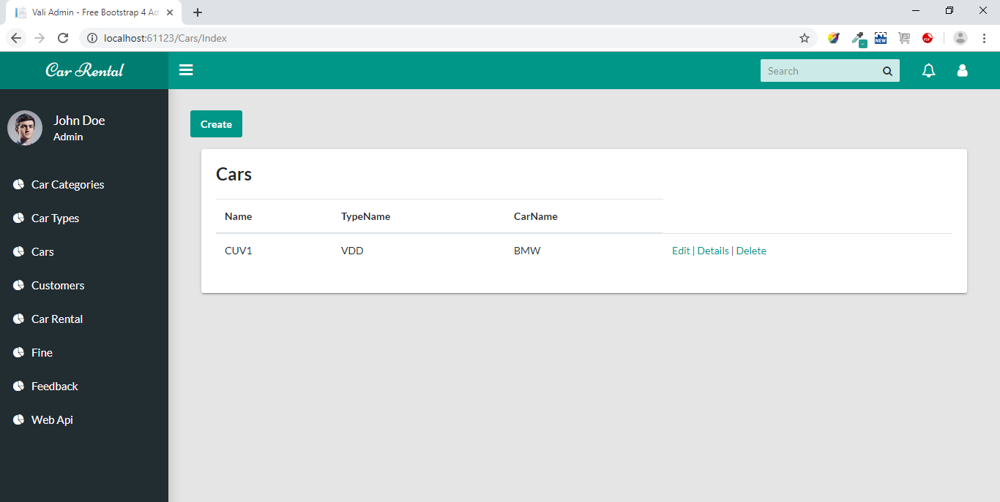 Vali Admin - Free Bootstrap 4 Ad
localhost:61123/Cars/Index
NEW
PDF
Car Rental
Search
John Doe
Admin
Car Categories
Car Types
Cars
Customers
Car Rental
Fine
Feedback
Web Api
Create
Cars
Name TypeName CarName
CUV1 VDD BMW Edit | Details | Delete